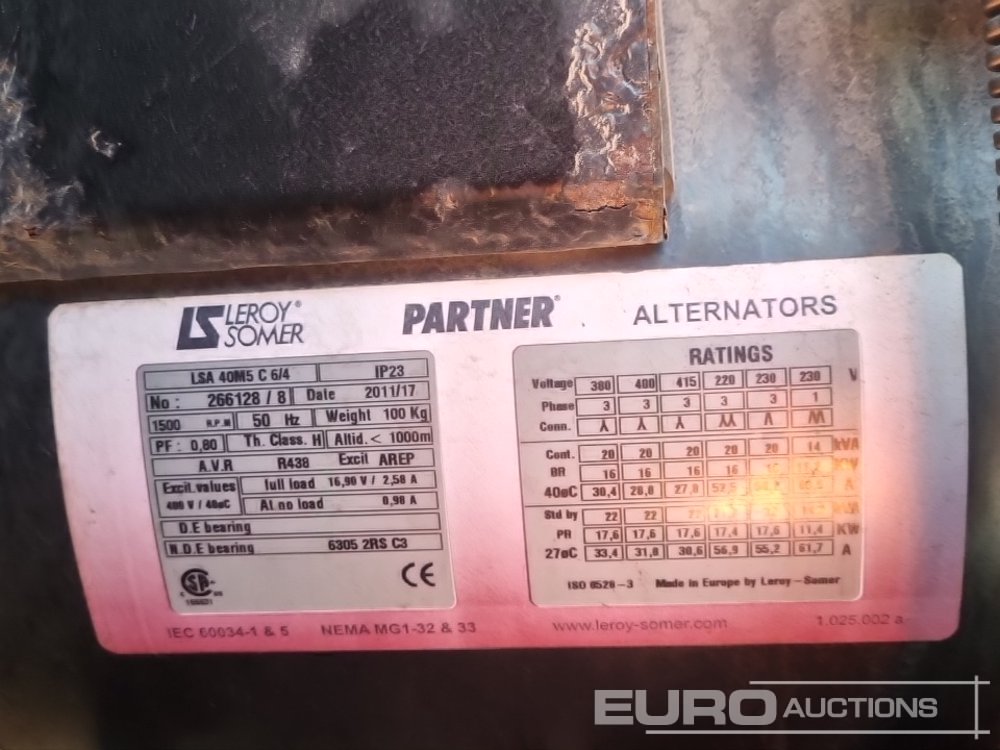 LS LEROY® SOMER PARTNER® ALTERNATORS
LSA 40M5 C 6/4 IP23
No : 266128 / 8 Date 2011/17
1500 R.P.M 50 Hz Weight 100 Kg
PF : 0,80 Th. Class. H Altid. < 1000m
A.V.R R438 Excit AREP
Excit.values full load 16,90 V / 2,58 A
400 V / 40øC At no load 0,98 A
D.E bearing
N.D.E bearing 6305 2RS C3
CSA C US
CE
RATINGS
Voltage 380 400 415 220 230 230 V
Phase 3 3 3 3 3 1
Conn. Y Y Y YY
Cont. 20 20 20 20 20 14 kVA
BR 16 16 16 16
40øC 30,4 28,8 27,8 A
Std by 22 22
PR 17,6 17,6 17,6 17,4 17,6 11,4 KW
27øC 33,4 31,8 30,6 56,9 55,2 61,7 A
ISO 8528-3 Made in Europe by Leroy-Somer
IEC 60034-1 & 5 NEMA MG1-32 & 33 www.leroy-somer.com 1.025.002 a
EURO AUCTIONS